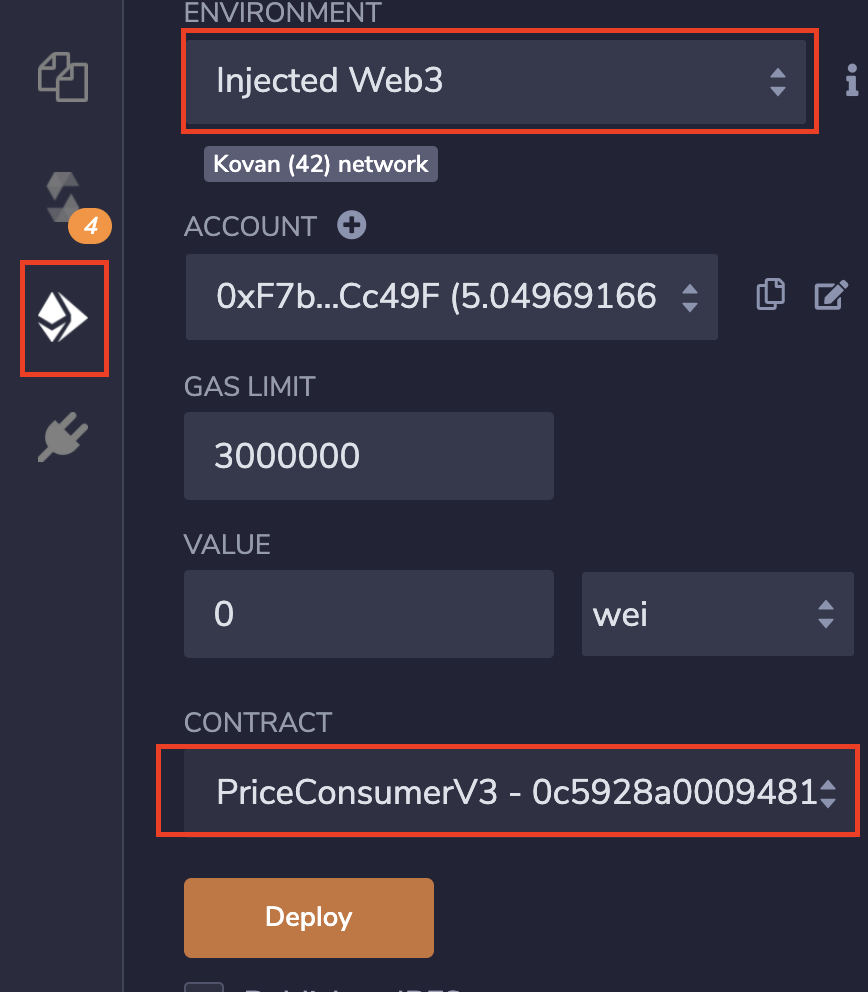 ENVIRONMENT
Injected Web3
Kovan (42) network
4
ACCOUNT
0xF7b...Cc49F (5.04969166
GAS LIMIT
3000000
VALUE
0
wei
CONTRACT
PriceConsumerV3 - 0c5928a0009481
Deploy